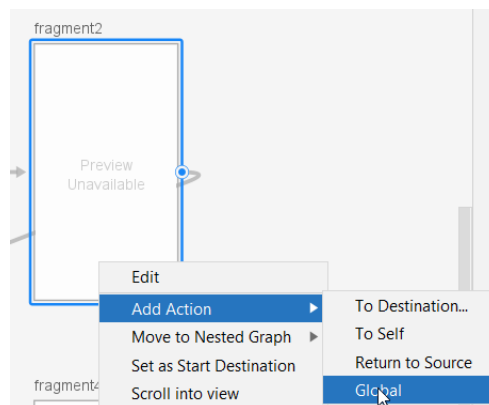 fragment2
Preview
Unavailable
Edit
Add Action
To Destination...
Move to Nested Graph
To Self
Set as Start Destination
Return to Source
fragment4
Scroll into view
Global